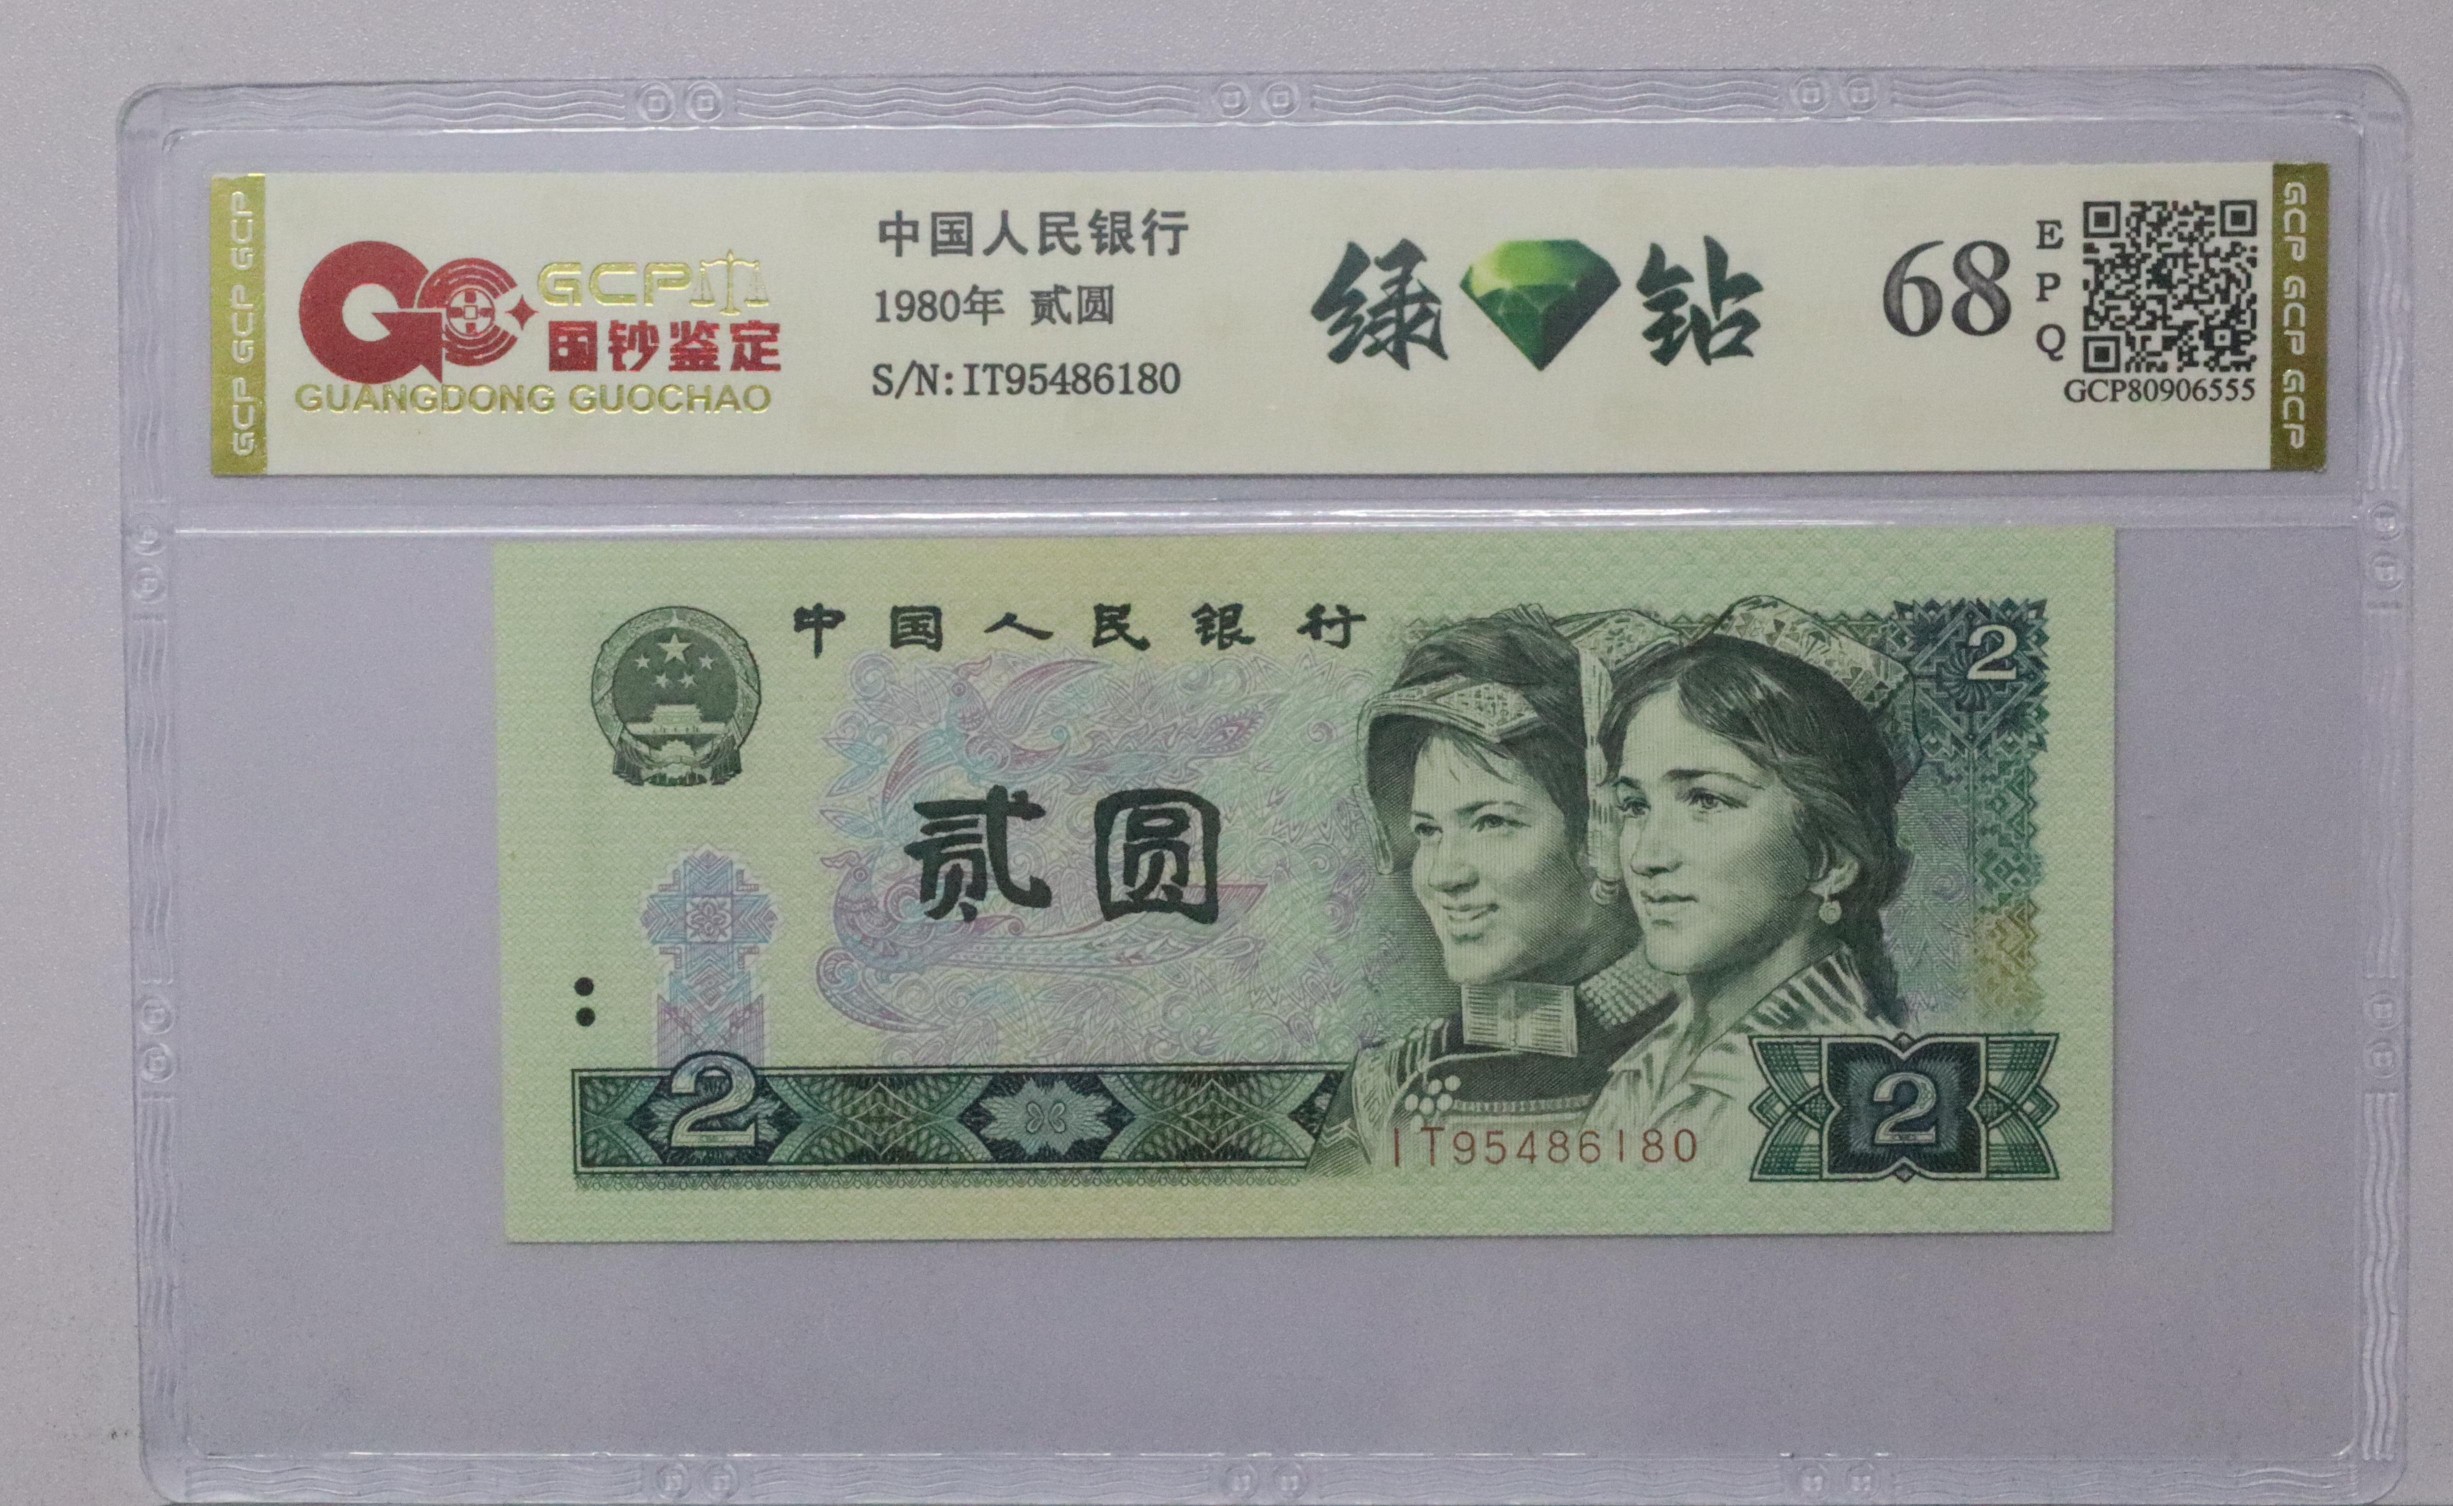 GCP GCP GCP
GCP
国钞鉴定
GUANGDONG GUOCHAO
中国人民银行
1980年 贰圆
S/N:IT95486180
绿钻
68
E
P
Q
GCP80906555
GCP GCP GCP GCP
中国人民银行
2
贰圆
2
IT95486180
2